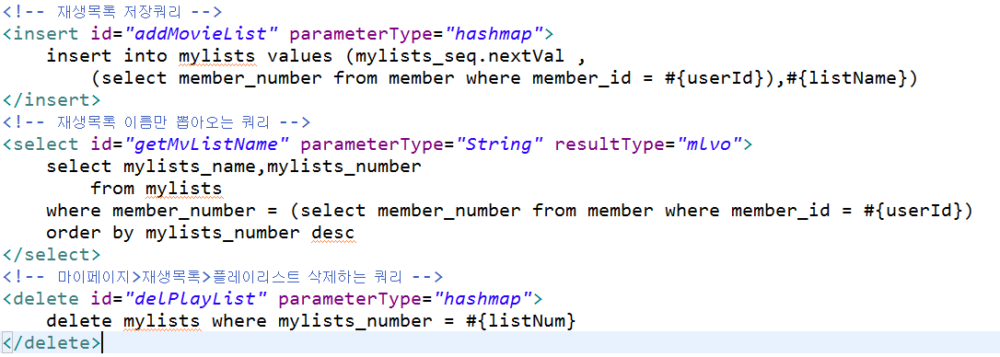 <!-- 재생목록 저장쿼리 -->
<insert id="addMovieList" parameterType="hashmap">
insert into mylists values (mylists_seq.nextVal ,
(select member_number from member where member_id = #{userId}),#{listName})
</insert>
<!-- 재생목록 이름만 뽑아오는 쿼리 -->
<select id="getMvListName" parameterType="String" resultType="mlvo">
select mylists_name,mylists_number
from mylists
where member_number = (select member_number from member where member_id = #{userId})
order by mylists_number desc
</select>
<!-- 마이페이지>재생목록>플레이리스트 삭제하는 쿼리 -->
<delete id="delPlayList" parameterType="hashmap">
delete mylists where mylists_number = #{listNum}
</delete>